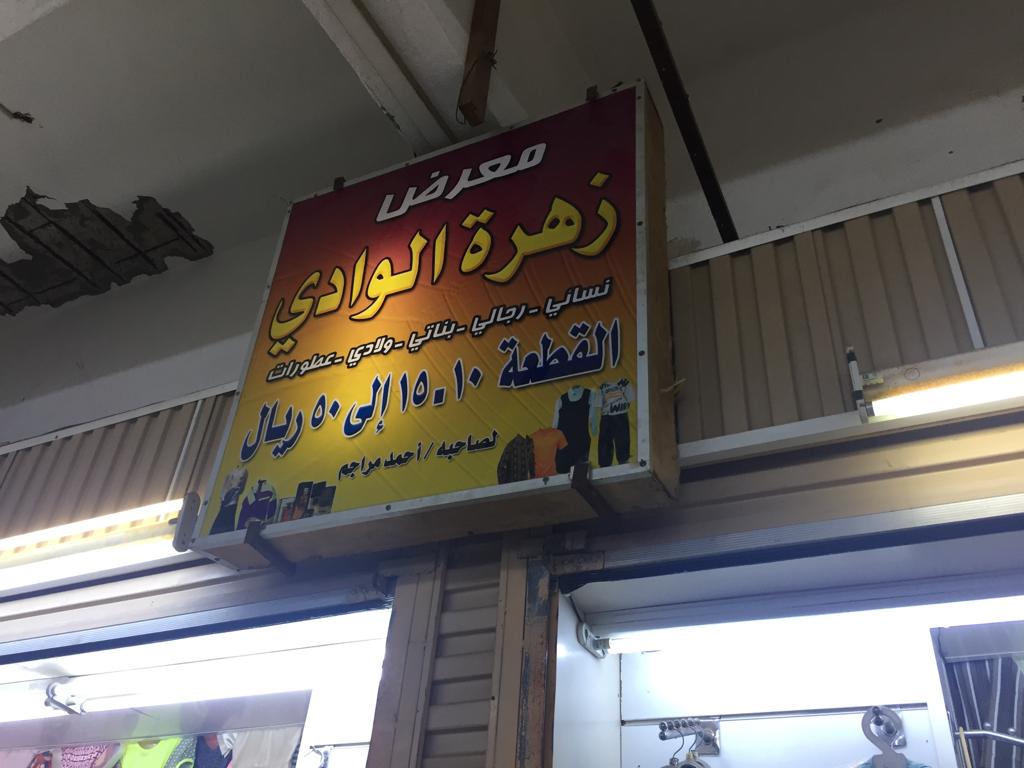 معرض
زهرة الوادي
نسائي - رجالي - بناتي - ولادي - عطورات
القطعة ١٠ - ١٥ إلى ٥٠ ريال
لصاحبه / أحمد مراجم